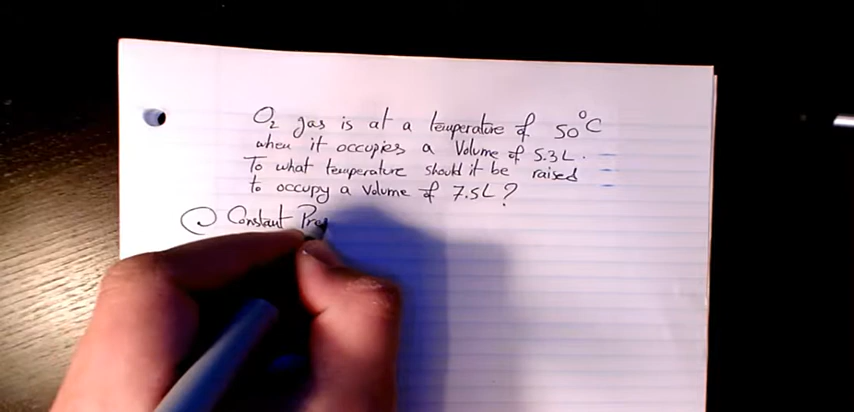 O₂ gas is at a temperature of 50°C
when it occupies a Volume of 5.3L.
To what temperature should it be raised
to occupy a Volume of 7.5L?
@ Constant Pres